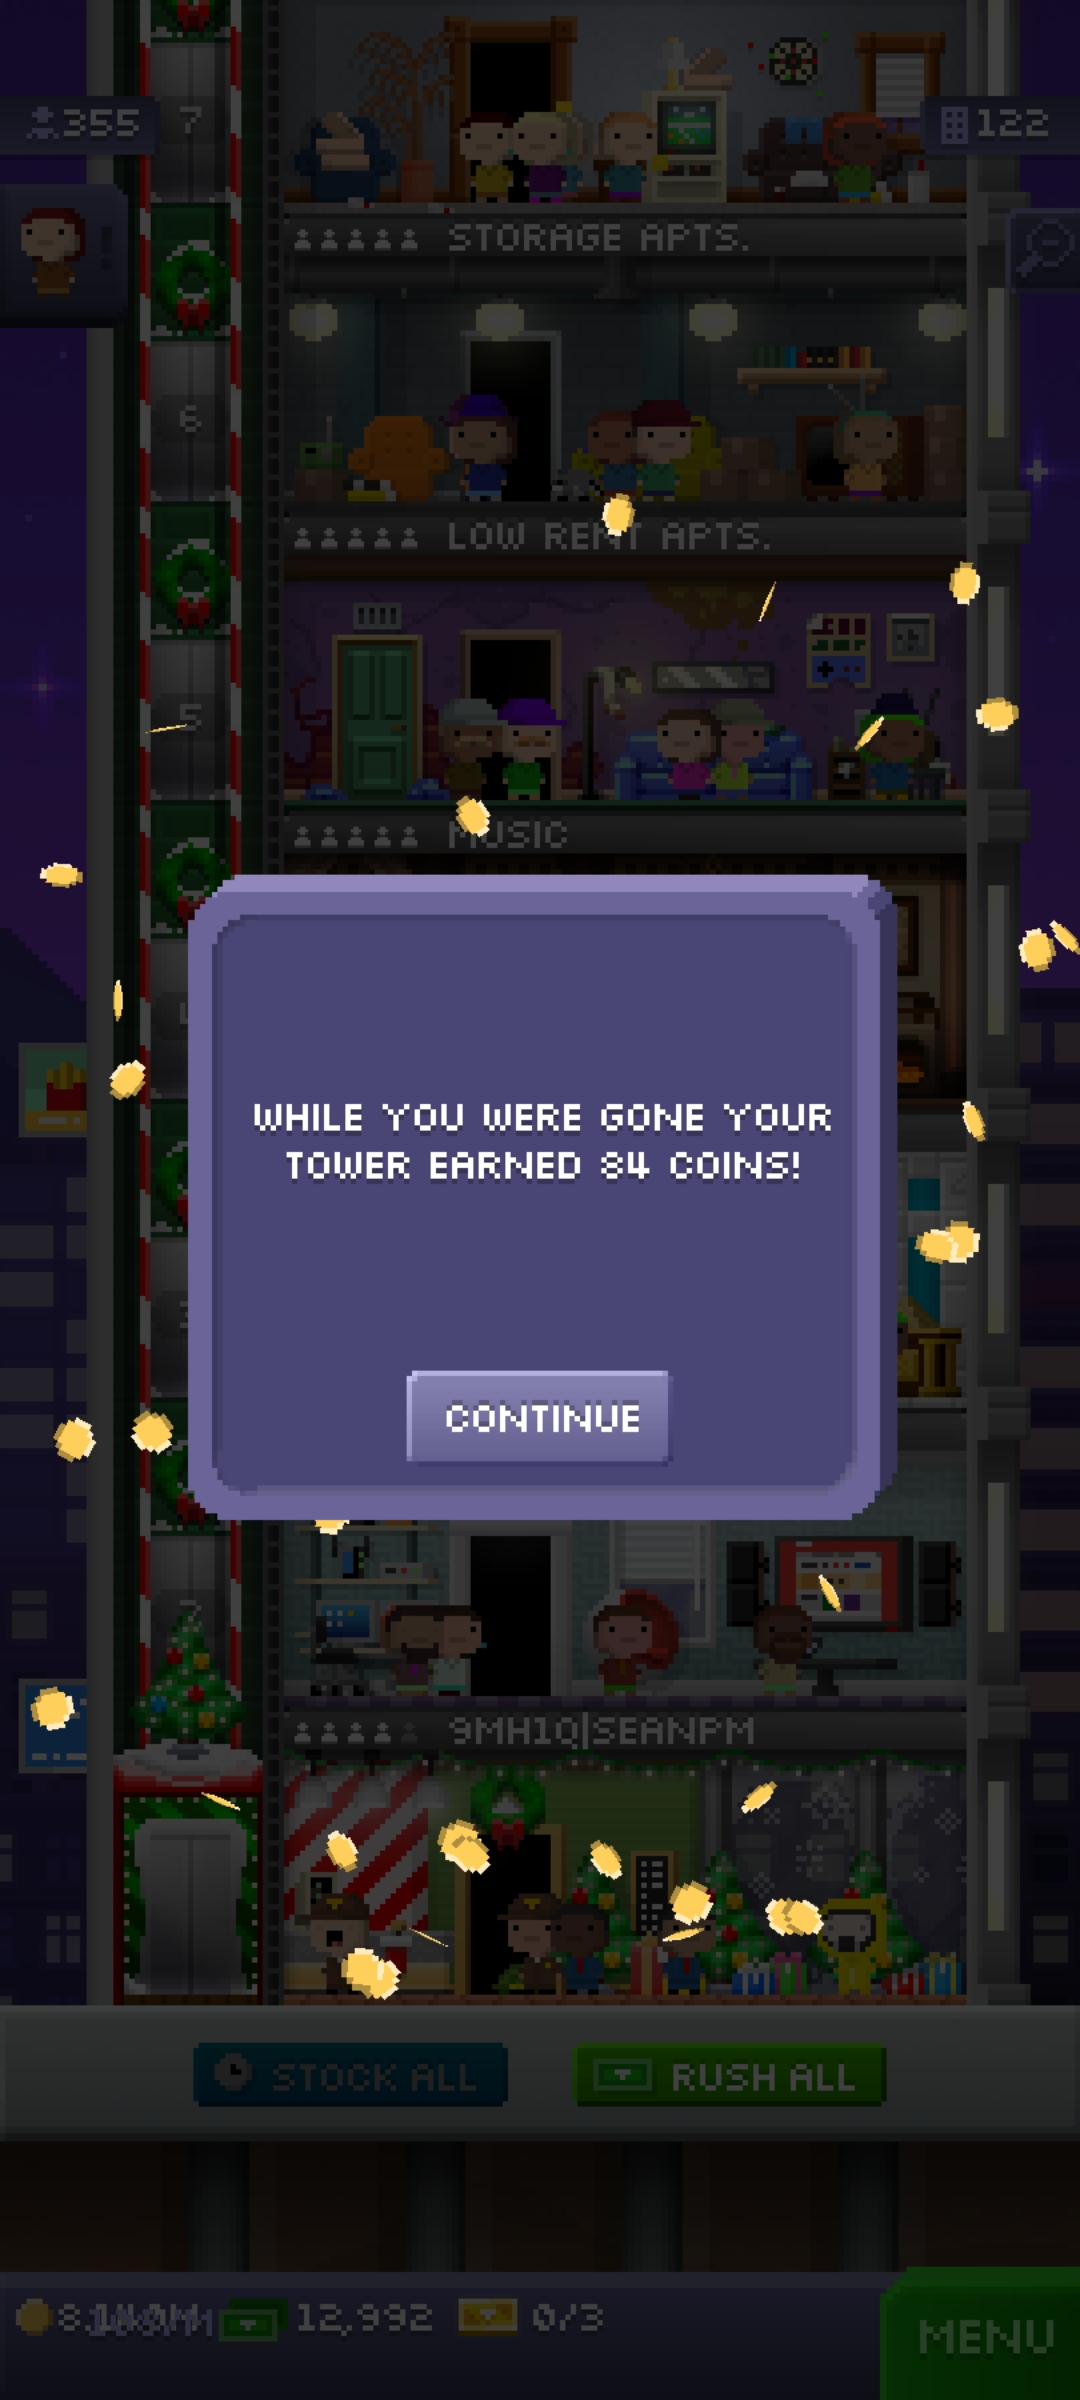 355
7
122
STORAGE APTS.
6
LOW RENT APTS.
5
MUSIC
WHILE YOU WERE GONE YOUR
TOWER EARNED 84 COINS!
CONTINUE
3
9MH1Q|SEANPM
STOCK ALL
RUSH ALL
12,992
0/3
MENU